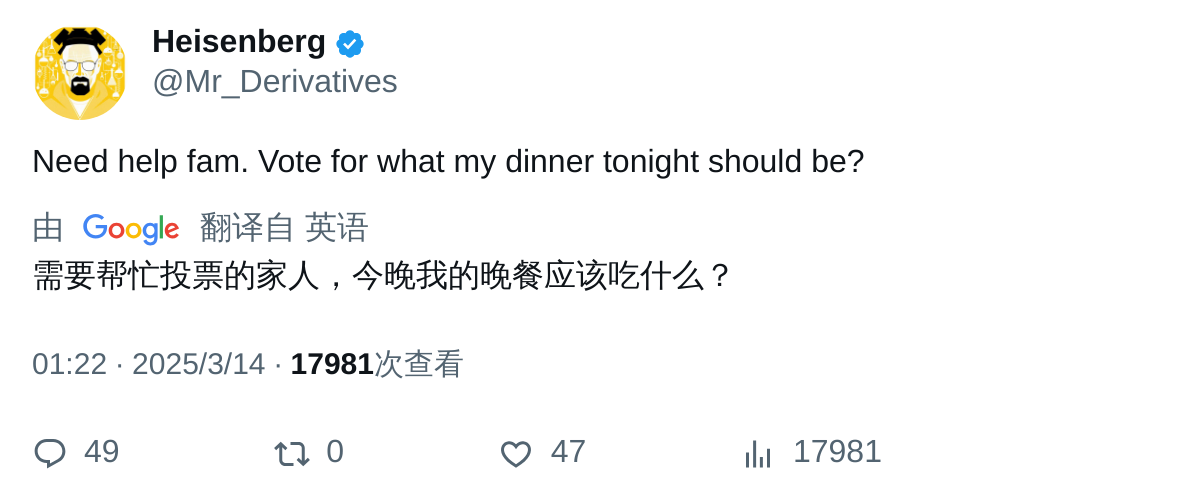 Heisenberg
@Mr_Derivatives
Need help fam. Vote for what my dinner tonight should be?
由 Google 翻译自 英语
需要帮忙投票的家人，今晚我的晚餐应该吃什么？
01:22 · 2025/3/14 · 17981次查看
49 0 47 17981